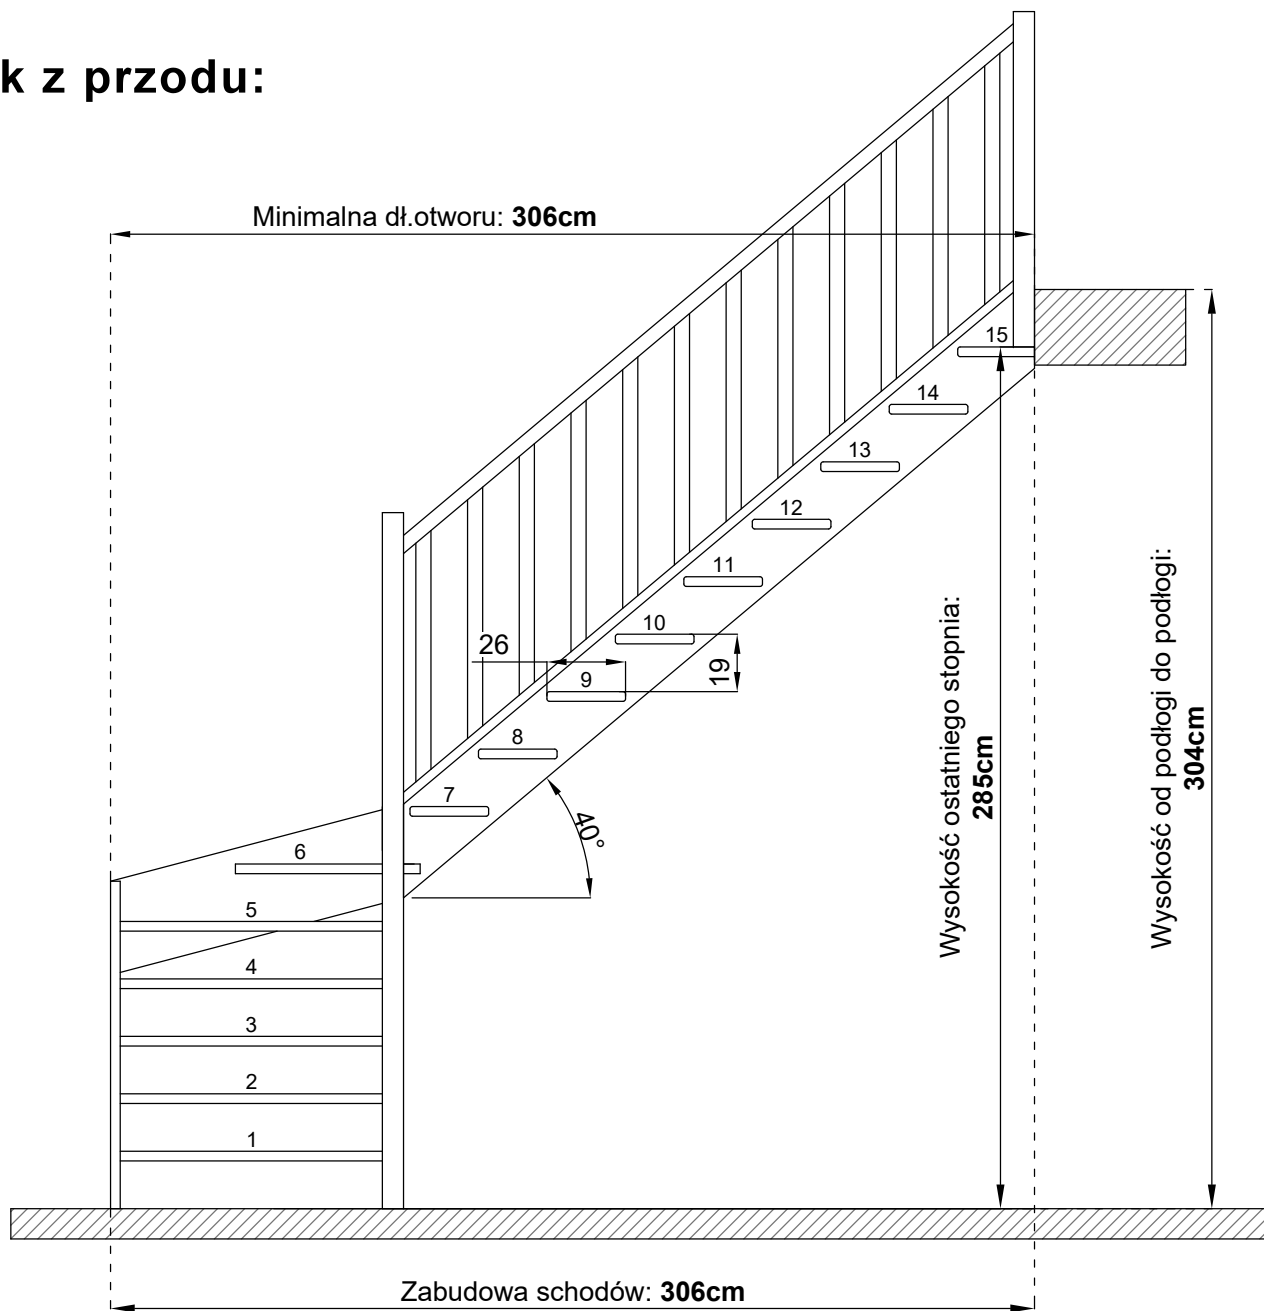 k z przodu:
Minimalna dł.otworu: 306cm
15
14
13
12
11
10
26
19
9
8
7
40°
6
5
4
3
2
1
Wysokość ostatniego stopnia:
285cm
Wysokość od podłogi do podłogi:
304cm
Zabudowa schodów: 306cm